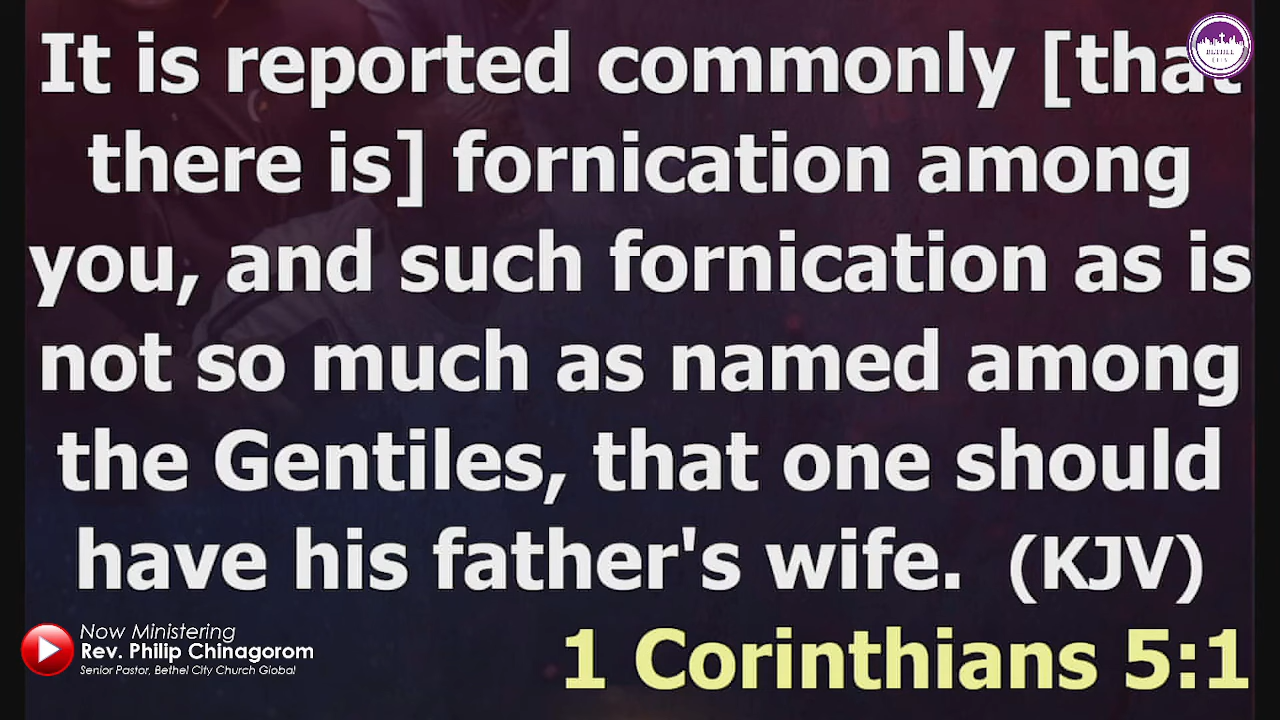 It is reported commonly [that
there is] fornication among
you, and such fornication as is
not so much as named among
the Gentiles, that one should
have his father's wife. (KJV)
1 Corinthians 5:1
Now Ministering
Rev. Philip Chinagorom
Senior Pastor, Bethel City Church Global
BETHEL
CITY